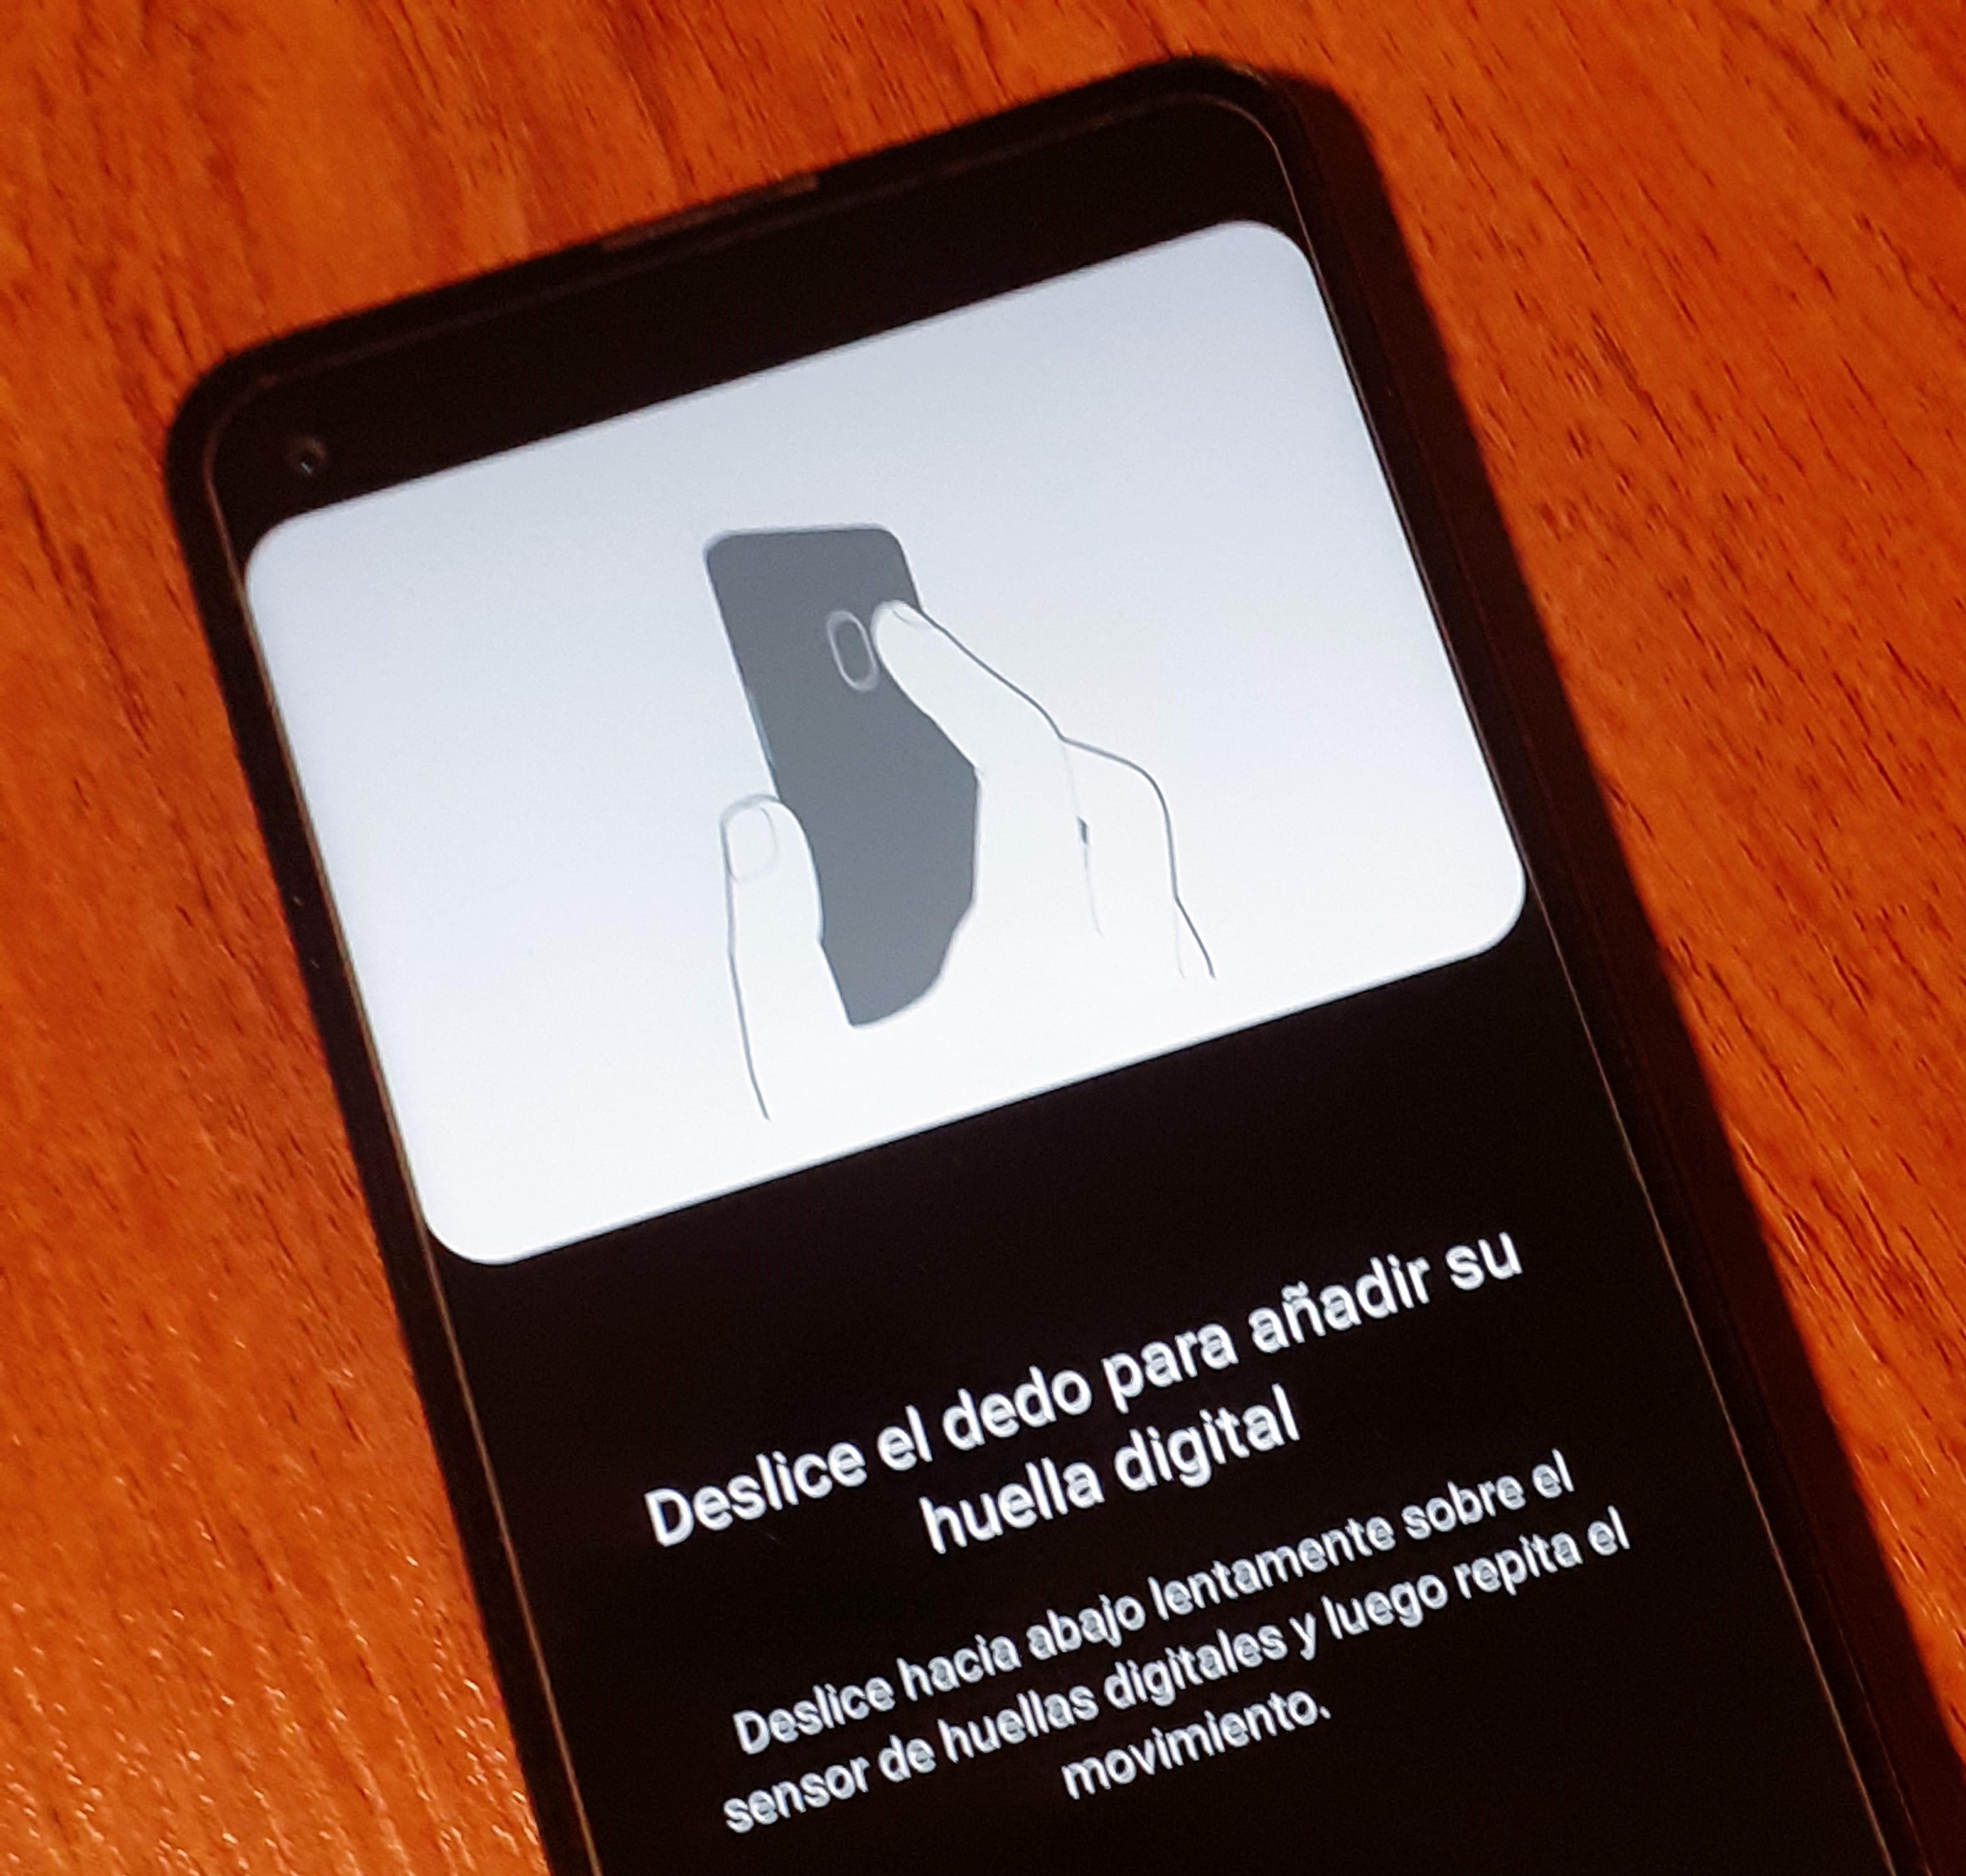 Deslice el dedo para añadir su
huella digital
Deslice hacia abajo lentamente sobre el
sensor de huellas digitales y luego repita el
movimiento.